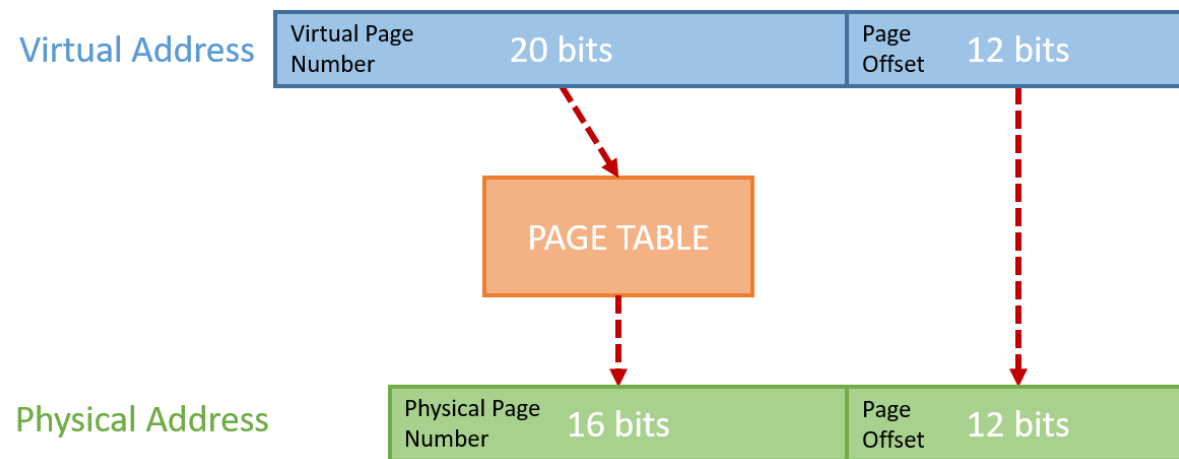 Virtual Address
Virtual Page
Number
20 bits
Page
Offset
12 bits
PAGE TABLE
Physical Address
Physical Page
Number
16 bits
Page
Offset
12 bits